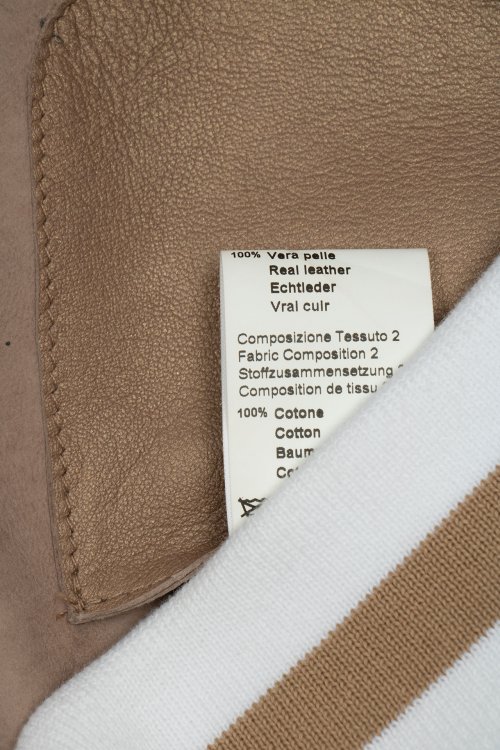 100% Vera pelle
Real leather
Echtleder
Vrai cuir
Composizione Tessuto 2
Fabric Composition 2
Stoffzusammensetzung
Composition de tissu
100% Cotone
Cotton